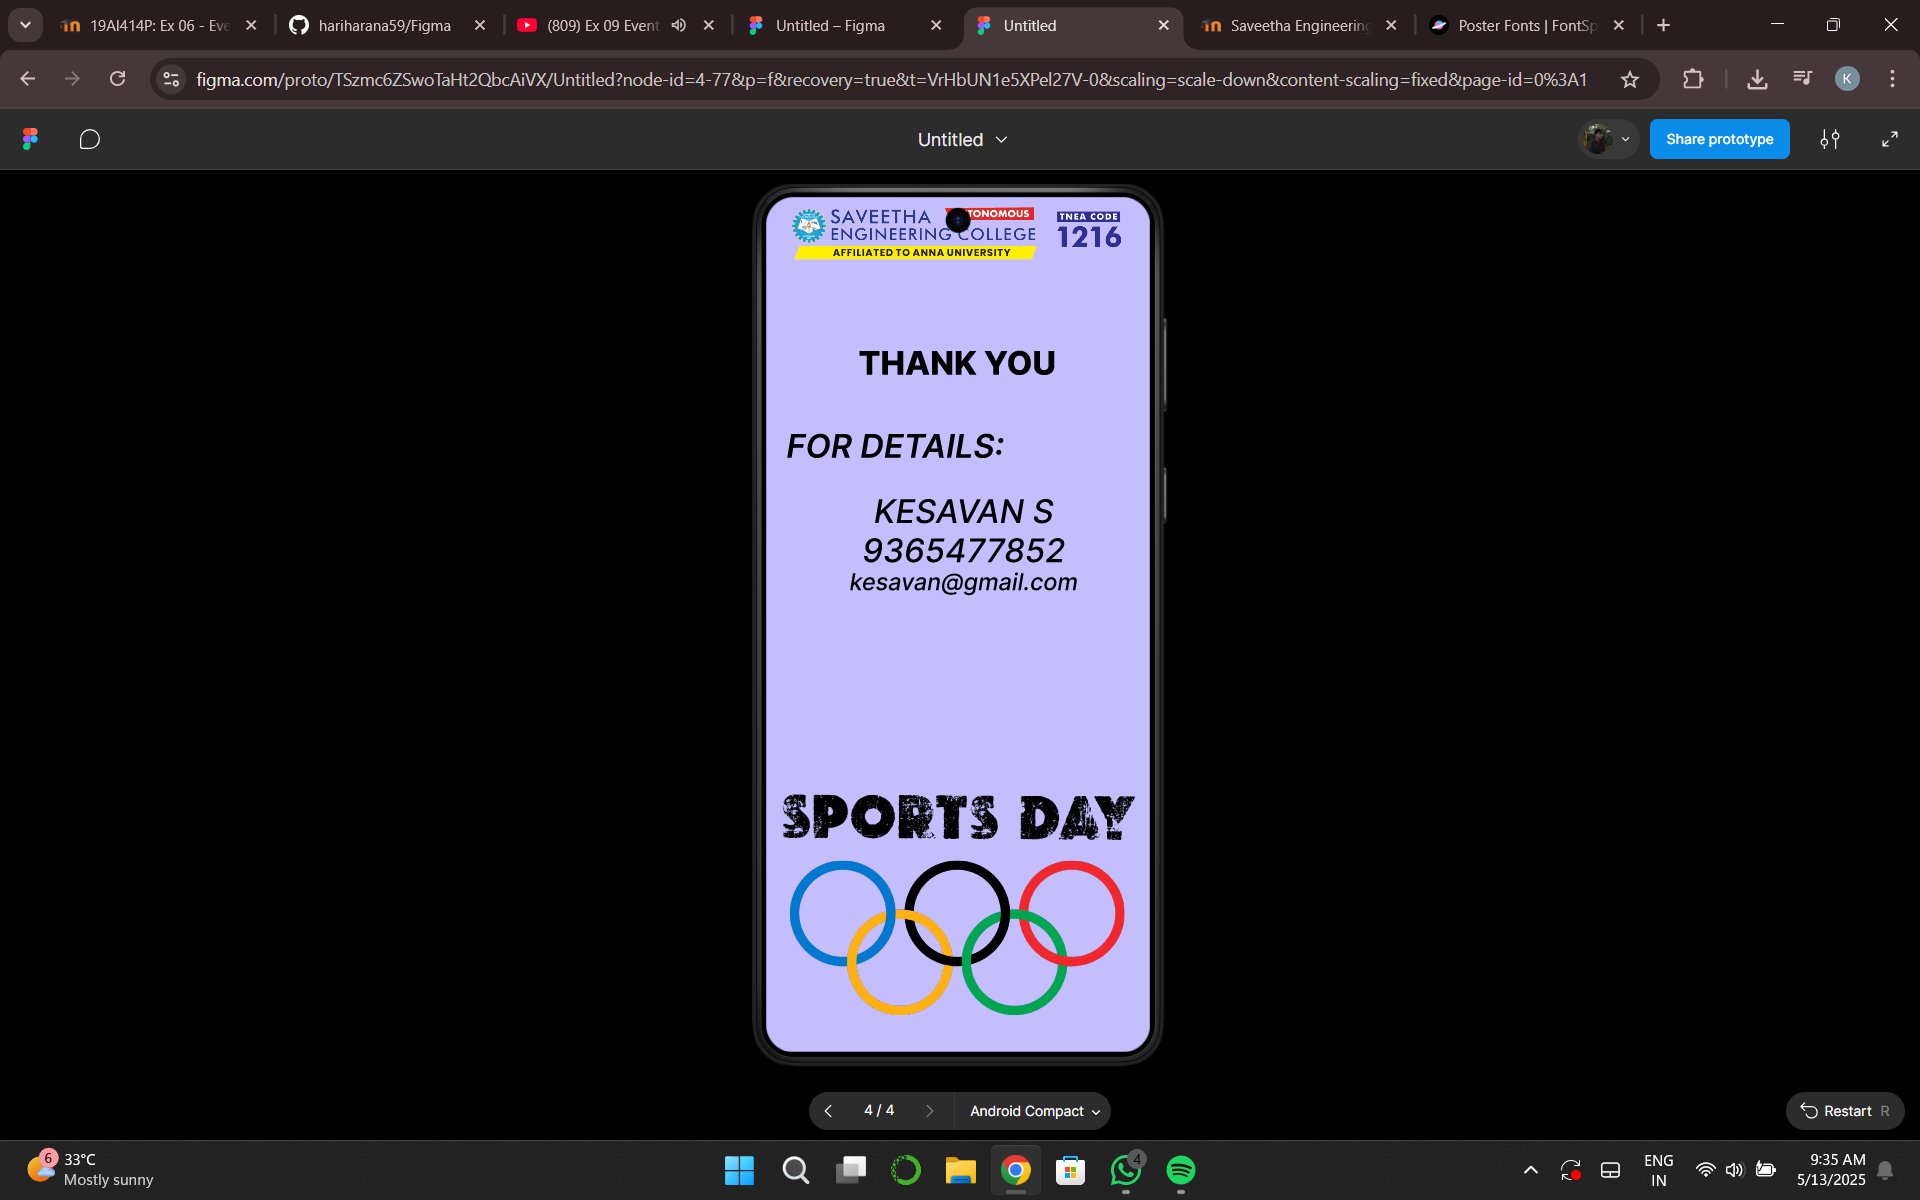 19AI414P: Ex 06 - Eve
hariharana59/Figma
(809) Ex 09 Event
Untitled – Figma
Untitled
Saveetha Engineering
Poster Fonts | FontSp
figma.com/proto/TSzmc6ZSwoTaHt2QbcAiVX/Untitled?node-id=4-77&p=f&recovery=true&t=VrHbUN1e5XPel27V-0&scaling=scale-down&content-scaling=fixed&page-id=0%3A1
K
Untitled
Share prototype
SAVEETHA
TONOMOUS
ENGINEERING COLLEGE
AFFILIATED TO ANNA UNIVERSITY
TNEA CODE
1216
THANK YOU
FOR DETAILS:
KESAVAN S
9365477852
kesavan@gmail.com
SPORTS DAY
4 / 4
Android Compact
Restart R
6
33°C
Mostly sunny
4
ENG
IN
9:35 AM
5/13/2025